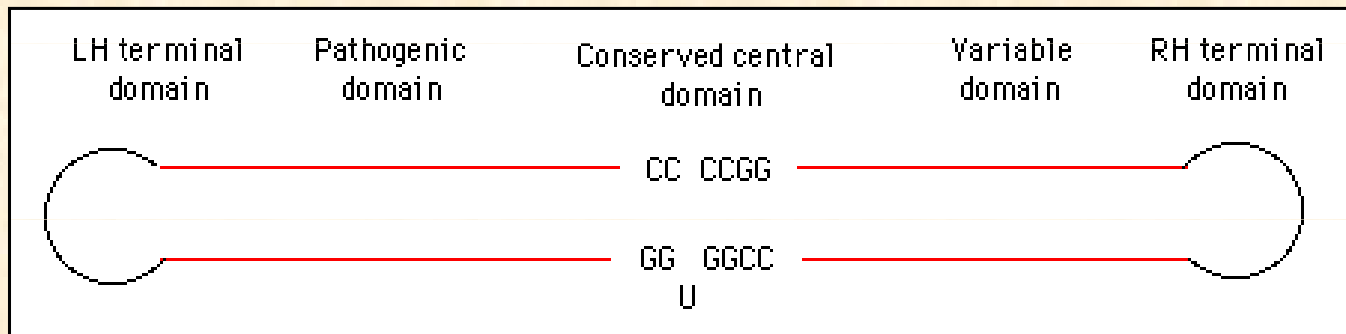 LH terminal
domain
Pathogenic
domain
Conserved central
domain
Variable
domain
RH terminal
domain
CC CCGG
GG GGCC
U